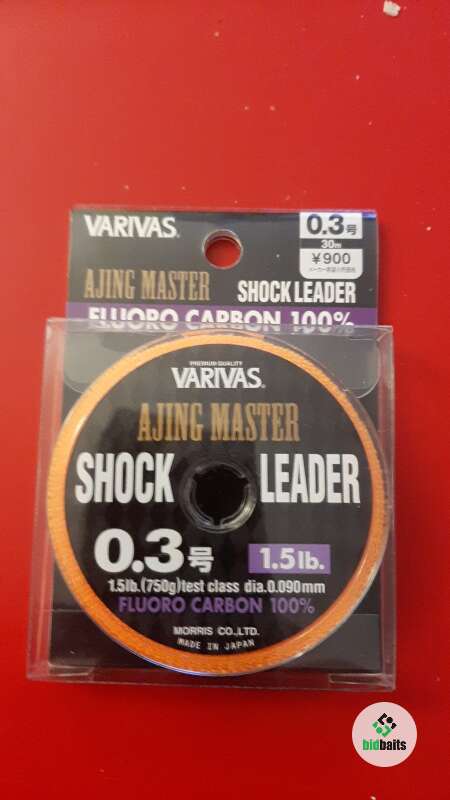 VARIVAS®
0.3号
30m
¥900
AJING MASTER SHOCK LEADER
FLUORO CARBON 100%
PREMIUM QUALITY
VARIVAS®
AJING MASTER
SHOCK LEADER
0.3号 1.5lb.
1.5lb.(750g)test class dia.0.090mm
FLUORO CARBON 100%
MORRIS CO.,LTD.
MADE IN JAPAN
bidbaits